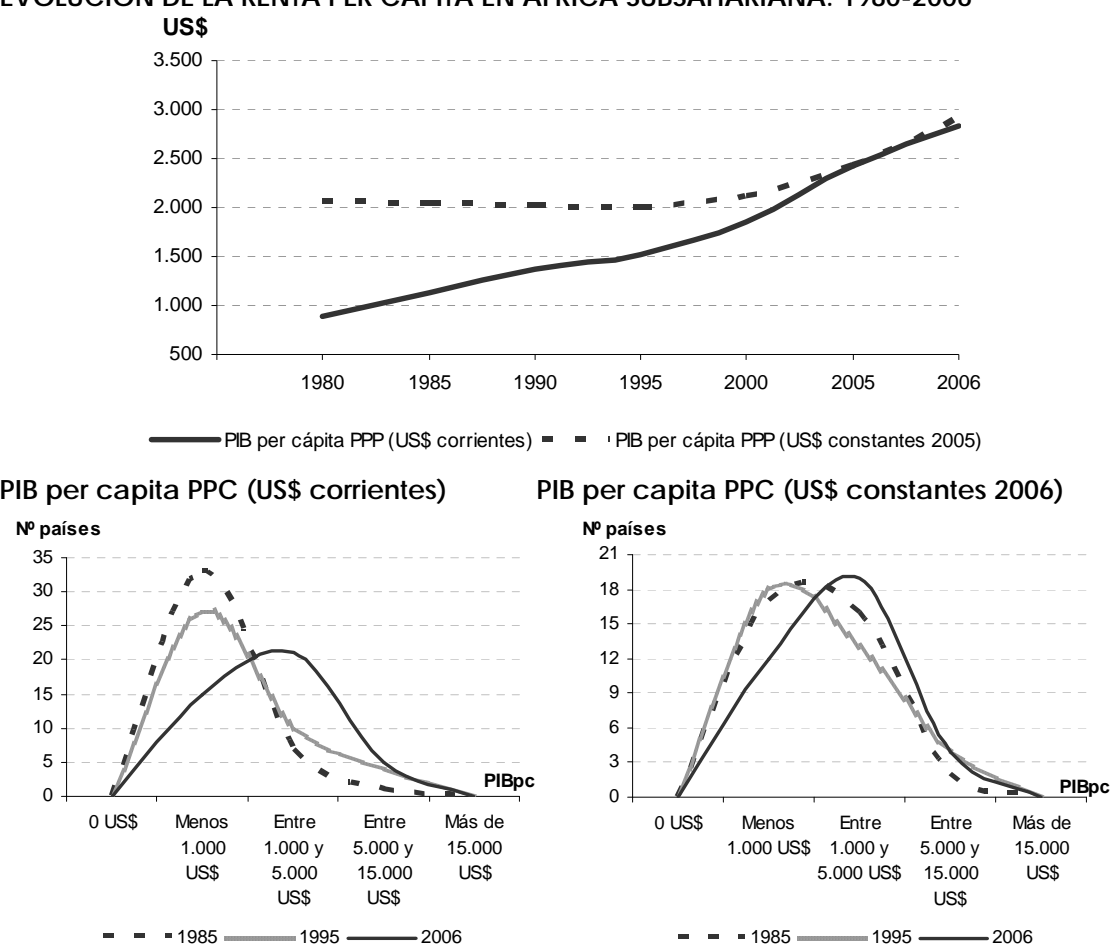 EVOLUCIÓN DE LA RENTA PER CÁPITA EN ÁFRICA SUBSAHARIANA. 1980-2006
US$
3.500
3.000
2.500
2.000
1.500
1.000
500
1980 1985 1990 1995 2000 2005 2006
PIB per cápita PPP (US$ corrientes) PIB per cápita PPP (US$ constantes 2005)
PIB per capita PPC (US$ corrientes)
Nº países
35
30
25
20
15
10
5
0
PIBpc
0 US$ Menos Entre Entre Más de
1.000 1.000 y 5.000 y 15.000
US$ 5.000 15.000 US$
US$ US$
1985 1995 2006
PIB per capita PPC (US$ constantes 2006)
Nº países
21
18
15
12
9
6
3
0
PIBpc
0 US$ Menos Entre Entre Más de
1.000 US$ 1.000 y 5.000 y 15.000
5.000 US$ 15.000 US$
US$
1985 1995 2006